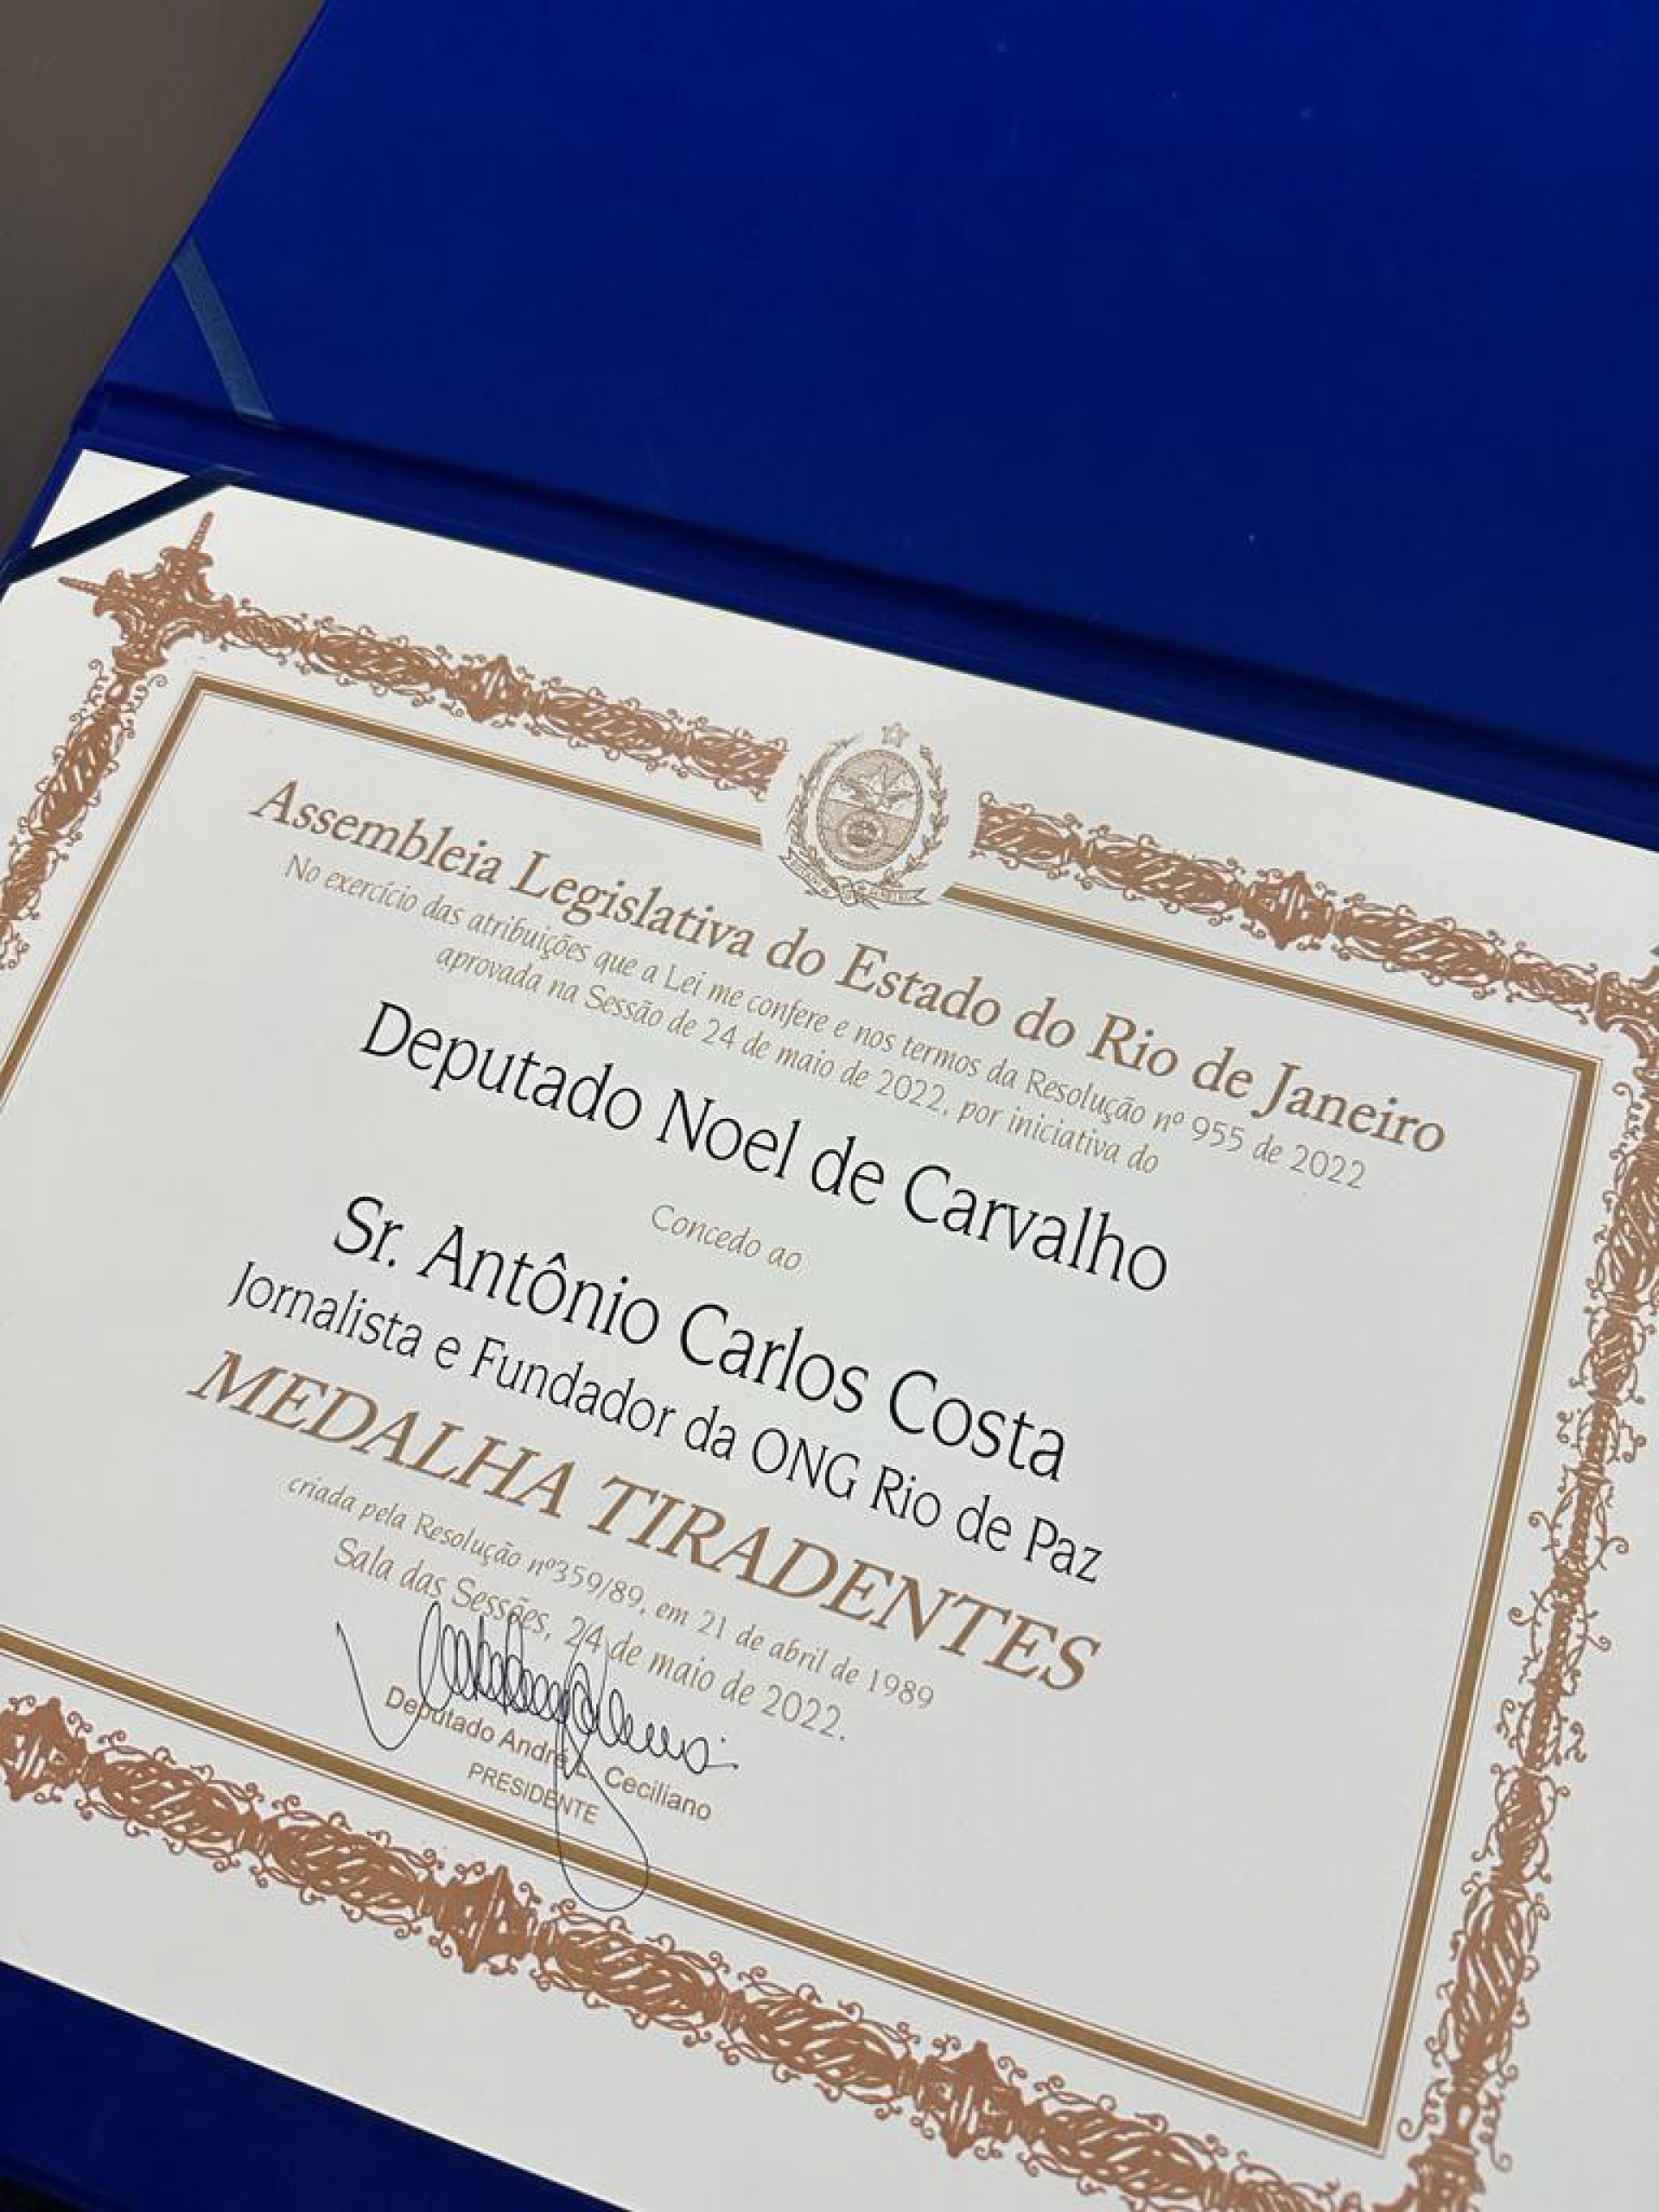 Assembleia Legislativa do Estado do Rio de Janeiro
No exercício das atribuições que a Lei me confere e nos termos da Resolução nº 955 de 2022
aprovada na Sessão de 24 de maio de 2022, por iniciativa do
Deputado Noel de Carvalho
Concedo ao
Sr. Antônio Carlos Costa
Jornalista e Fundador da ONG Rio de Paz
MEDALHA TIRADENTES
criada pela Resolução nº359/89, em 21 de abril de 1989
Sala das Sessões, 24 de maio de 2022.
Deputado André L. Ceciliano
PRESIDENTE